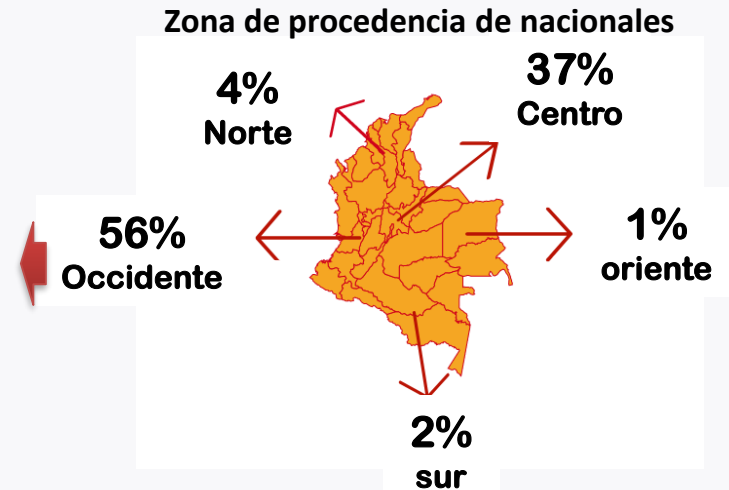 Zona de procedencia de nacionales
4%
Norte
37%
Centro
56%
Occidente
1%
oriente
2%
sur